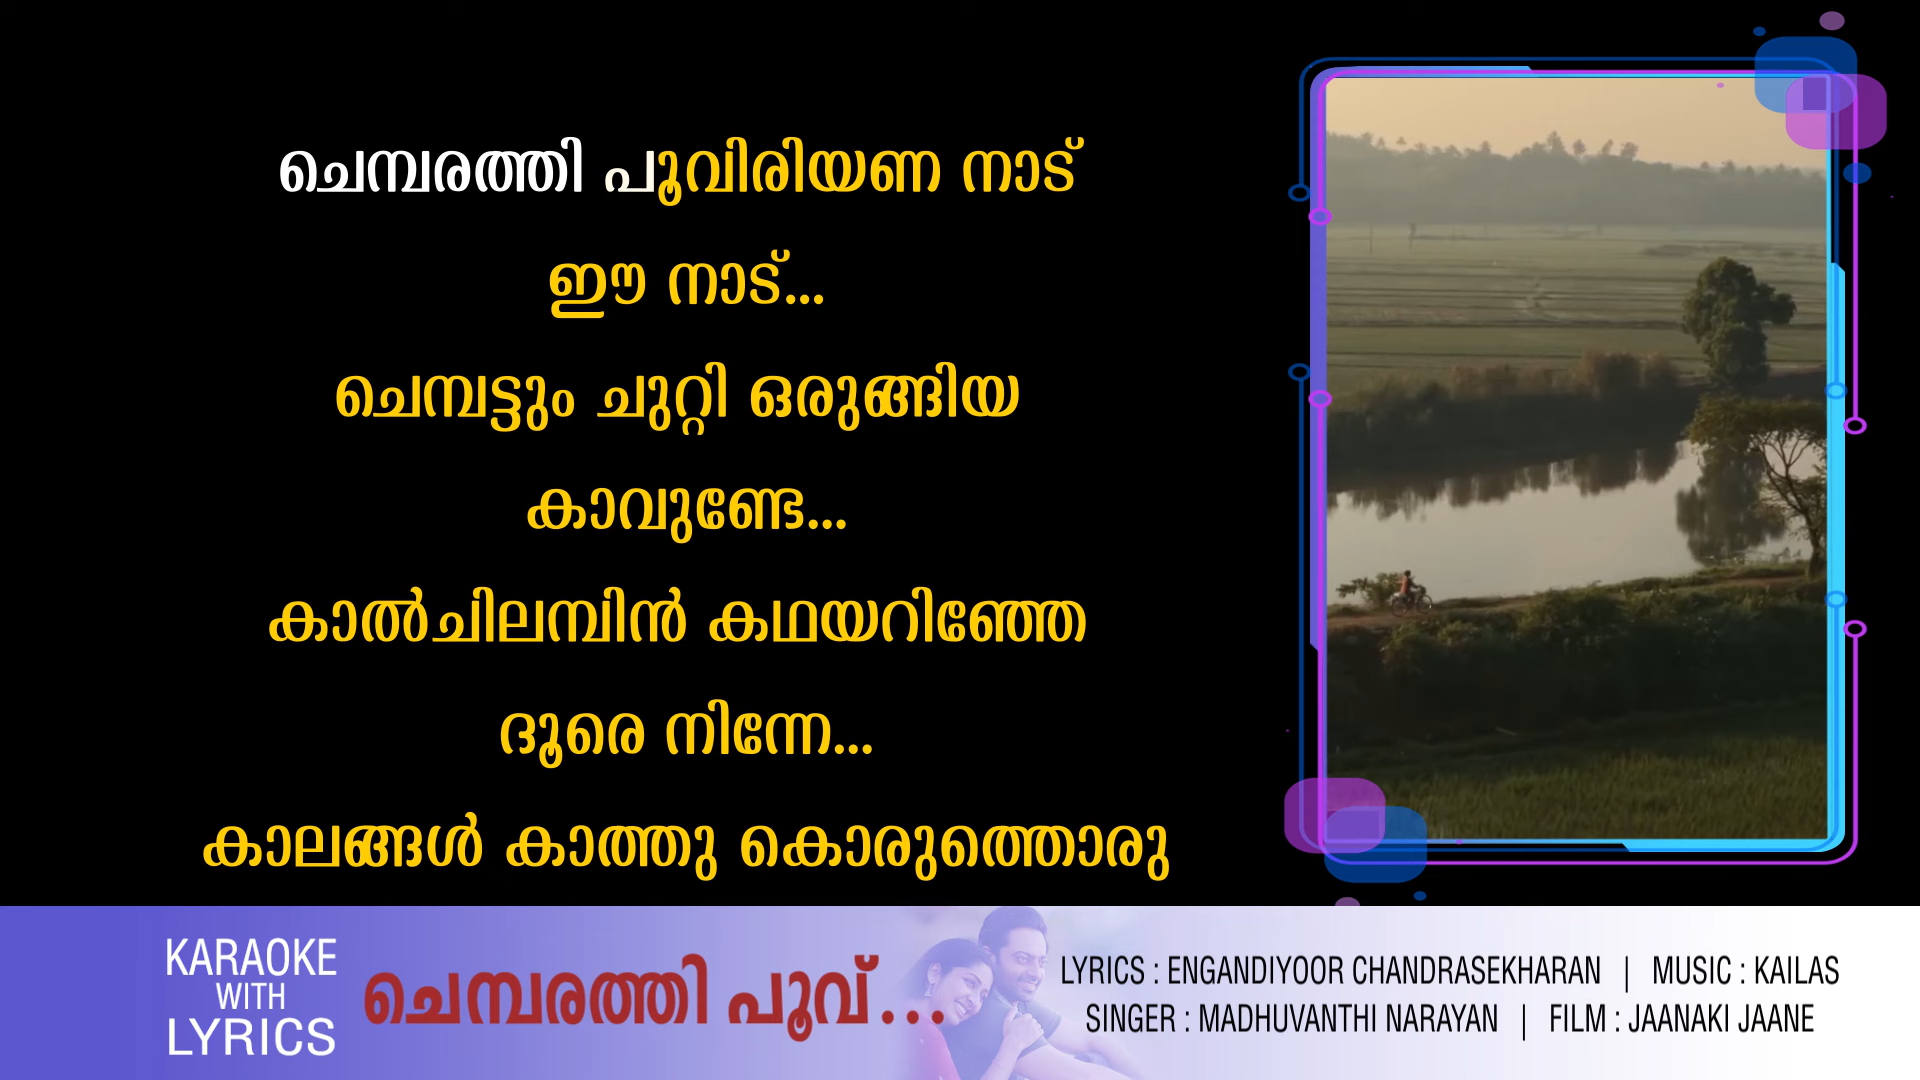 ചെമ്പരത്തി പൂവിരിയണ നാട്
ഈ നാട്...
ചെമ്പട്ടും ചുറ്റി ഒരുങ്ങിയ
കാവുണ്ടേ...
കാൽചിലമ്പിൻ കഥയറിഞ്ഞേ
ദൂരെ നിന്നേ...
കാലങ്ങൾ കാത്തു കൊരുത്തൊരു
KARAOKE
WITH
LYRICS
ചെമ്പരത്തി പൂവ്...
LYRICS : ENGANDIYOOR CHANDRASEKHARAN | MUSIC : KAILAS
SINGER : MADHUVANTHI NARAYAN | FILM : JAANAKI JAANE